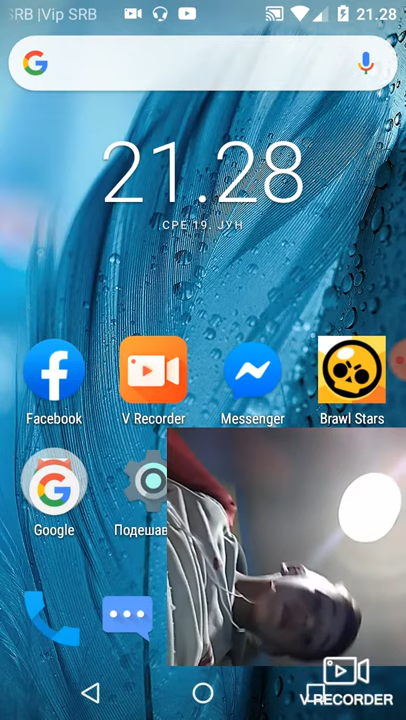 SRB |Vip SRB
21.28
21.28
СРЕ 19. ЈУН
Facebook
V Recorder
Messenger
Brawl Stars
Google
Подешав
V RECORDER